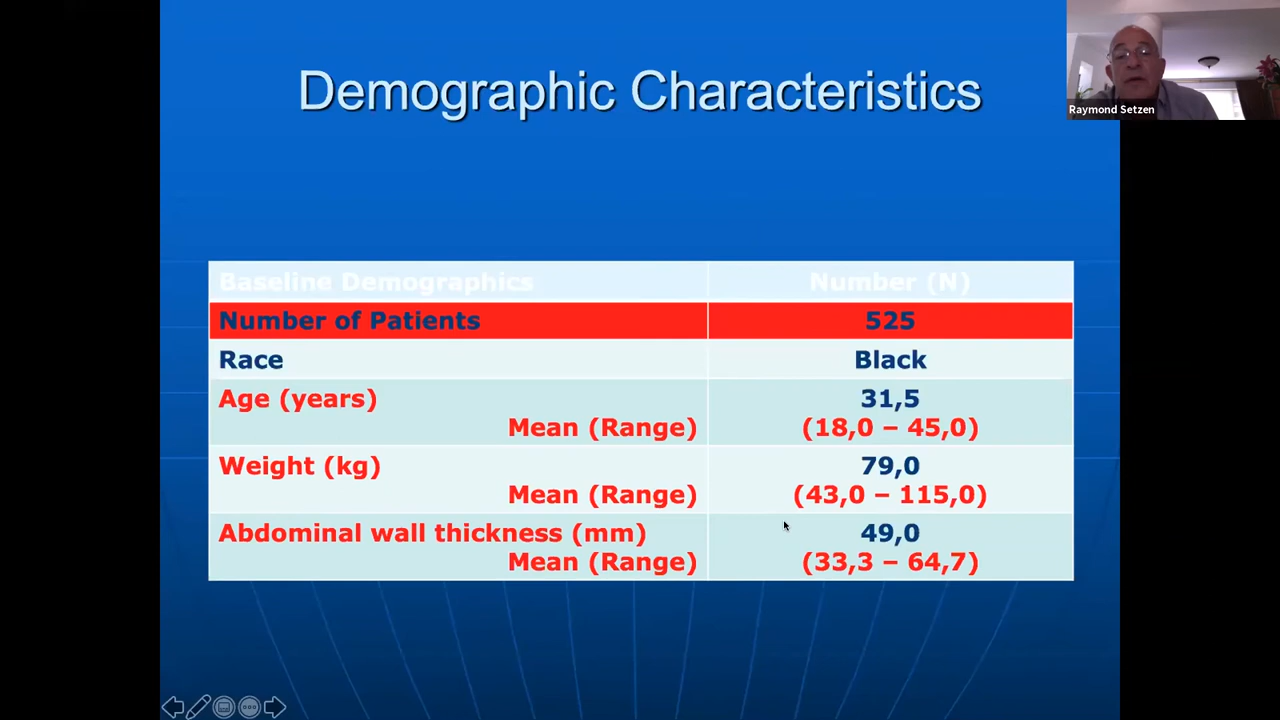 Demographic Characteristics
Raymond Setzen
Baseline Demographics Number (N)
Number of Patients 525
Race Black
Age (years) 31,5
Mean (Range) (18,0 – 45,0)
Weight (kg) 79,0
Mean (Range) (43,0 – 115,0)
Abdominal wall thickness (mm) 49,0
Mean (Range) (33,3 – 64,7)